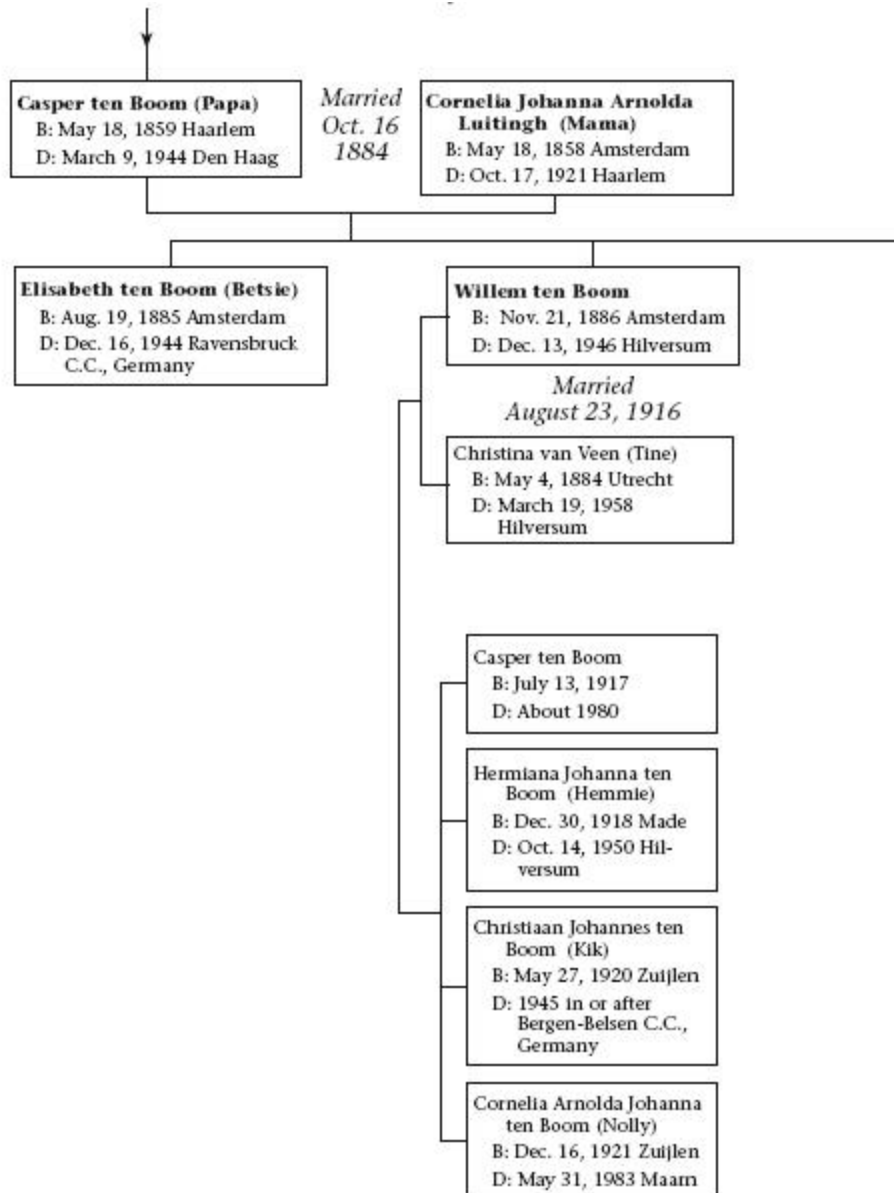 Casper ten Boom (Papa)
B: May 18, 1859 Haarlem
D: March 9, 1944 Den Haag
Married
Oct. 16
1884
Cornelia Johanna Arnolda
Luitingh (Mama)
B: May 18, 1858 Amsterdam
D: Oct. 17, 1921 Haarlem
Elisabeth ten Boom (Betsie)
B: Aug. 19, 1885 Amsterdam
D: Dec. 16, 1944 Ravensbruck
C.C., Germany
Willem ten Boom
B: Nov. 21, 1886 Amsterdam
D: Dec. 13, 1946 Hilversum
Married
August 23, 1916
Christina van Veen (Tine)
B: May 4, 1884 Utrecht
D: March 19, 1958
Hilversum
Casper ten Boom
B: July 13, 1917
D: About 1980
Hermiana Johanna ten
Boom (Hemmie)
B: Dec. 30, 1918 Made
D: Oct. 14, 1950 Hil-
versum
Christiaan Johannes ten
Boom (Kik)
B: May 27, 1920 Zuijlen
D: 1945 in or after
Bergen-Belsen C.C.,
Germany
Cornelia Arnolda Johanna
ten Boom (Nolly)
B: Dec. 16, 1921 Zuijlen
D: May 31, 1983 Maarn